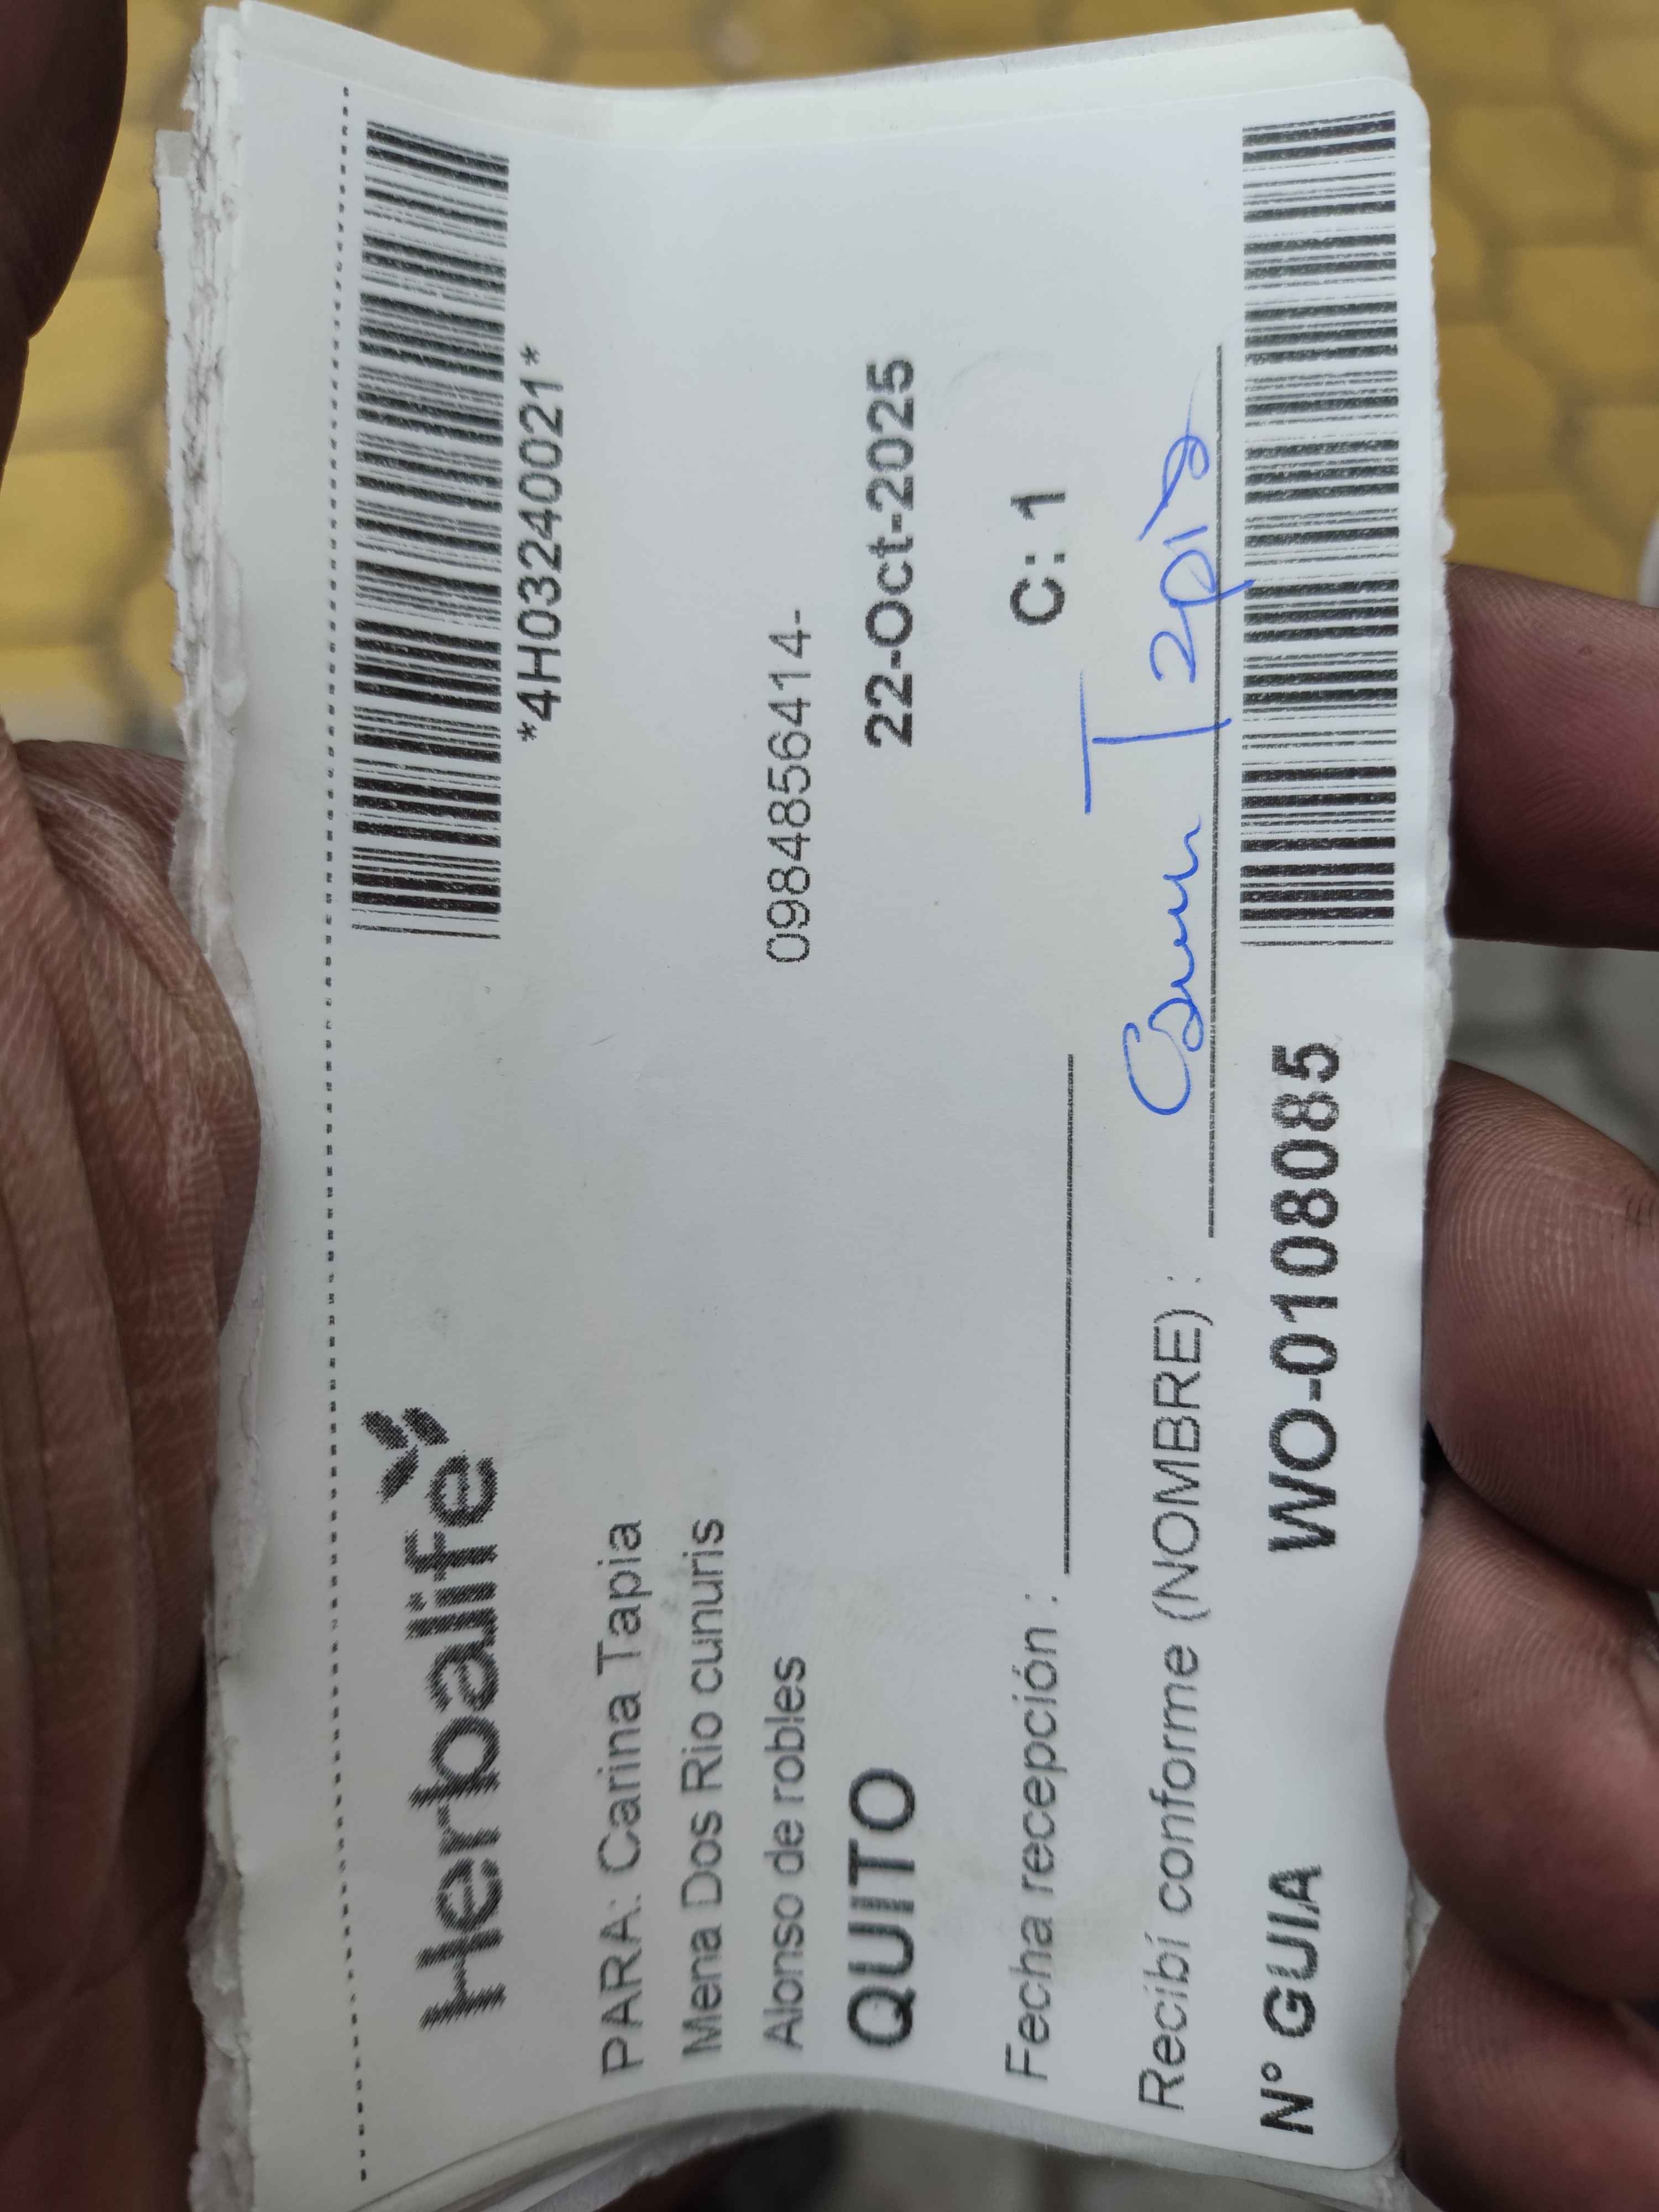 Herbalife
*4H03240021*
PARA: Carina Tapia
Mena Dos Rio cunuris
Alonso de robles 0984856414-
QUITO 22-Oct-2025
Fecha recepción : C: 1
Recibí conforme (NOMBRE) : Carina Tapia
N° GUIA WO-0108085